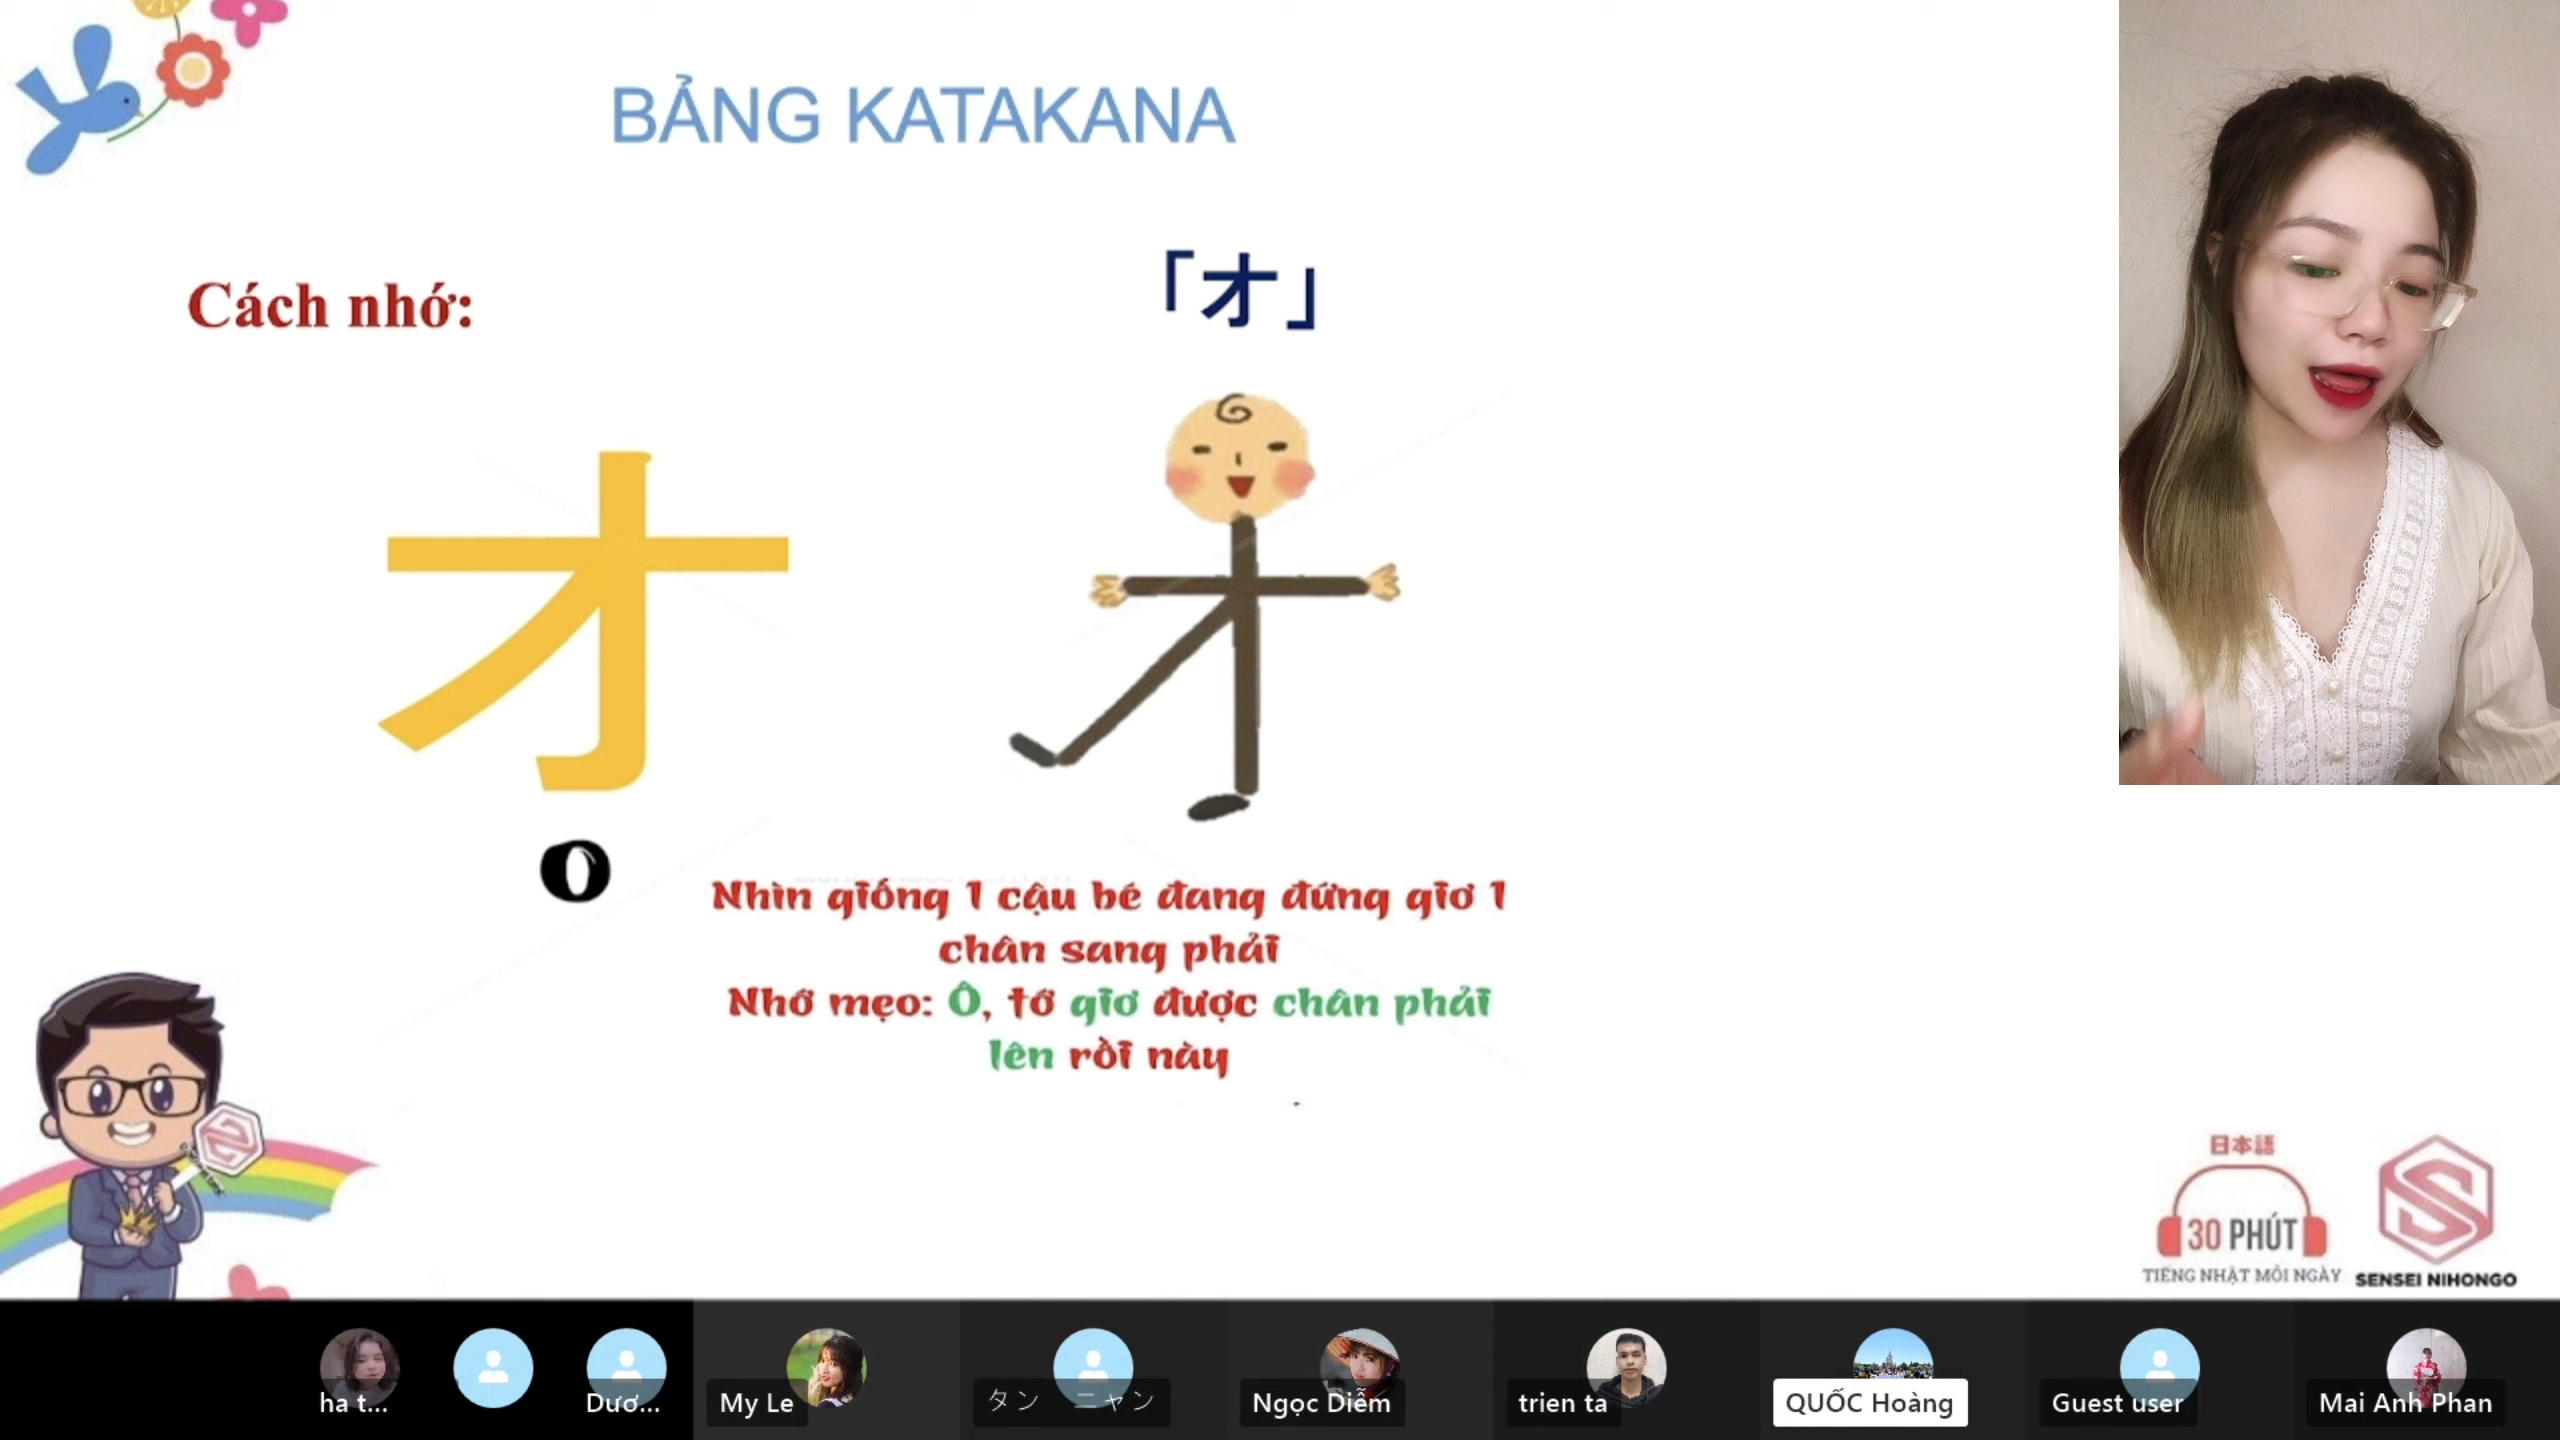 BẢNG KATAKANA
Cách nhớ:
「オ」
オ
o
Nhìn giống 1 cậu bé đang đứng giơ 1
chân sang phải
Nhớ mẹo: Ô, tớ giơ được chân phải
lên rồi này
日本語
30 PHÚT
TIẾNG NHẬT MỖI NGÀY
SENSEI NIHONGO
ha t...
Dươ...
My Le
タン ニャン
Ngọc Diễm
trien ta
QUỐC Hoàng
Guest user
Mai Anh Phan